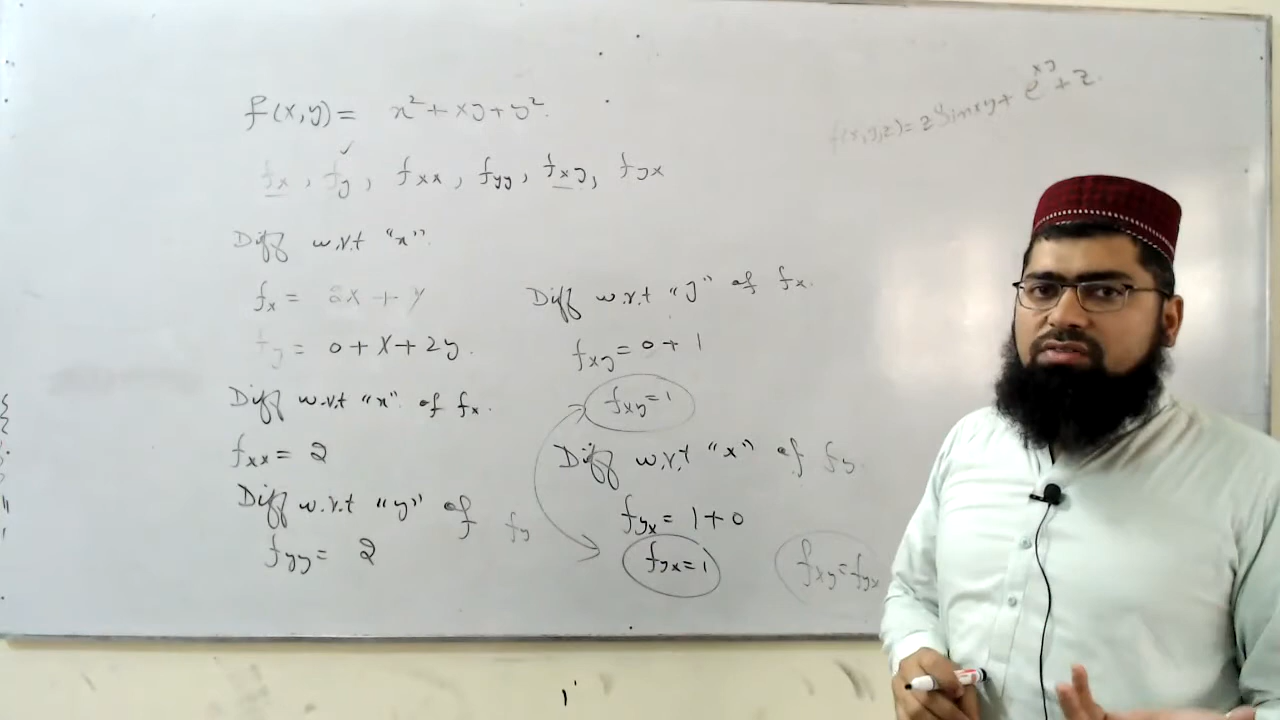 f(x,y) = x² + xy + y².
f(x,y,z) = z sin xy + e^xy + z.
fx, fy, fxx, fyy, fxy, fyx
Diff w.r.t "x".
fx = 2x + y
fy = 0 + x + 2y.
Diff w.r.t "x" of fx.
fxx = 2
Diff w.r.t "y" of fy
fyy = 2
Diff w.r.t "y" of fx.
fxy = 0 + 1
fxy = 1
Diff w.r.t "x" of fy.
fyx = 1 + 0
fyx = 1
fxy = fyx